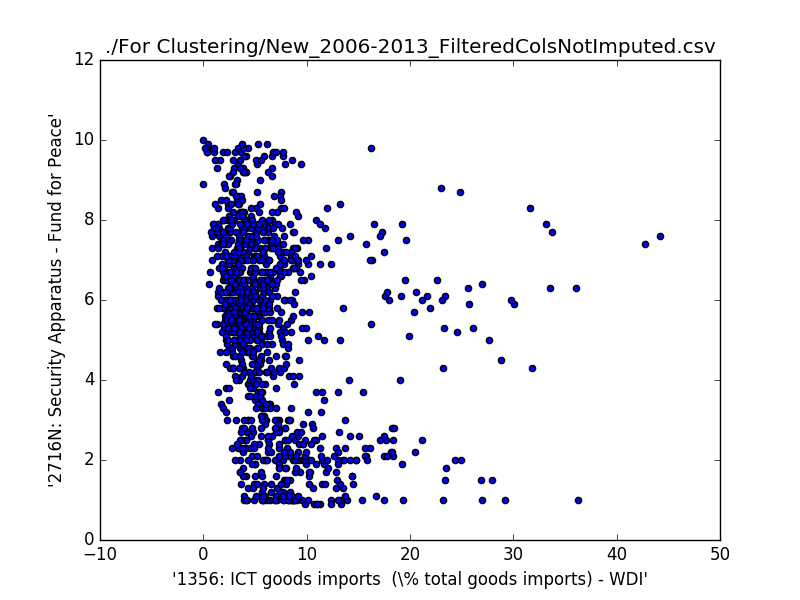 ./For Clustering/New_2006-2013_FilteredColsNotImputed.csv
12
10
8
6
4
2
0
'2716N: Security Apparatus - Fund for Peace'
−10 0 10 20 30 40 50
'1356: ICT goods imports  (\% total goods imports) - WDI'